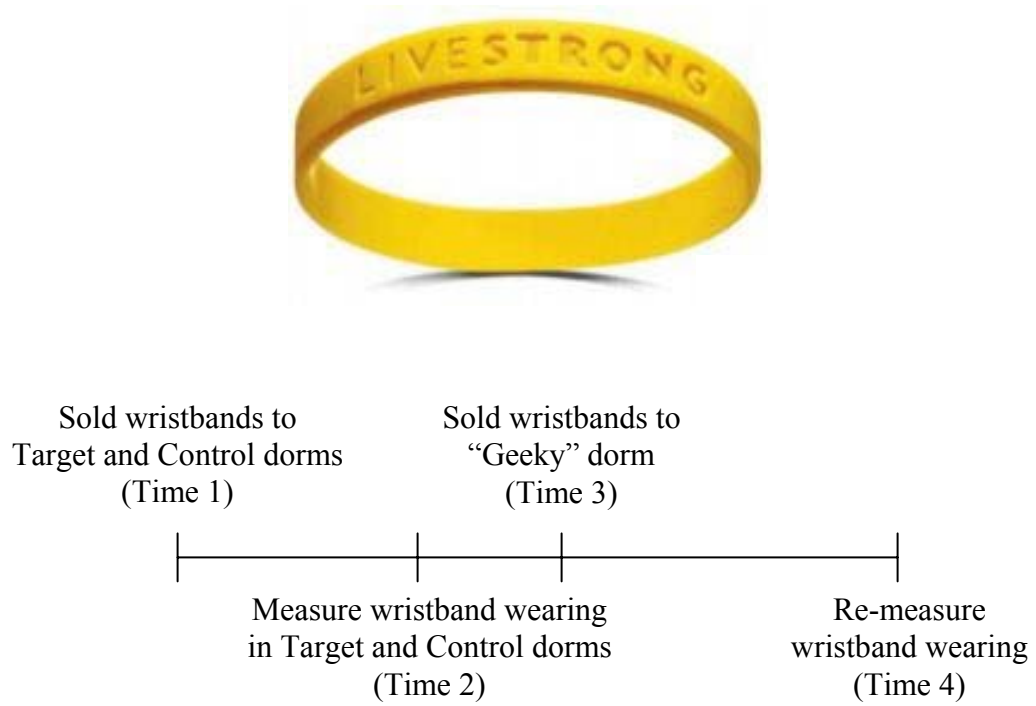 LIVESTRONG
Sold wristbands to
Target and Control dorms
(Time 1)
Sold wristbands to
“Geeky” dorm
(Time 3)
Measure wristband wearing
in Target and Control dorms
(Time 2)
Re-measure
wristband wearing
(Time 4)